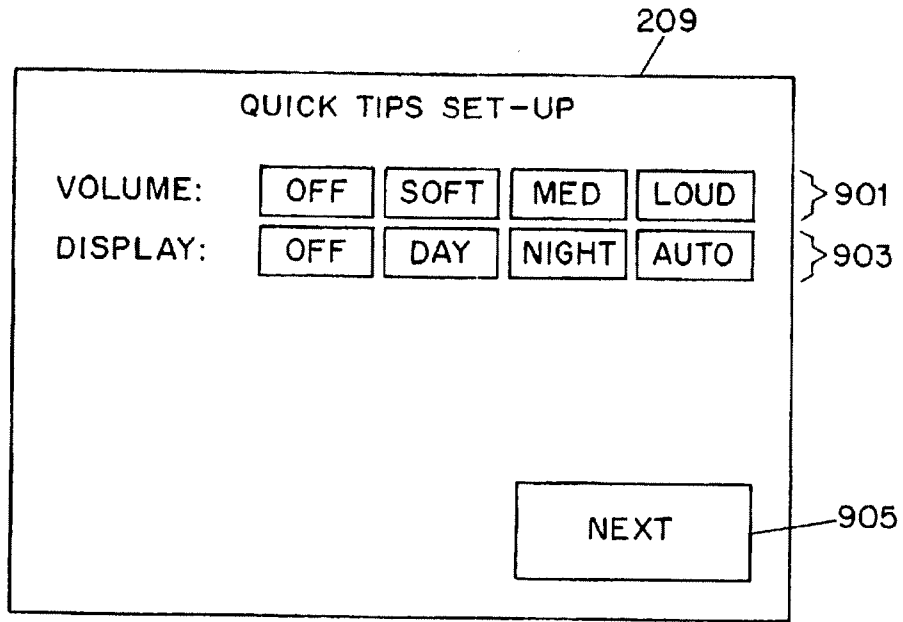 209
QUICK TIPS SET-UP
VOLUME: OFF SOFT MED LOUD 901
DISPLAY: OFF DAY NIGHT AUTO 903
NEXT 905